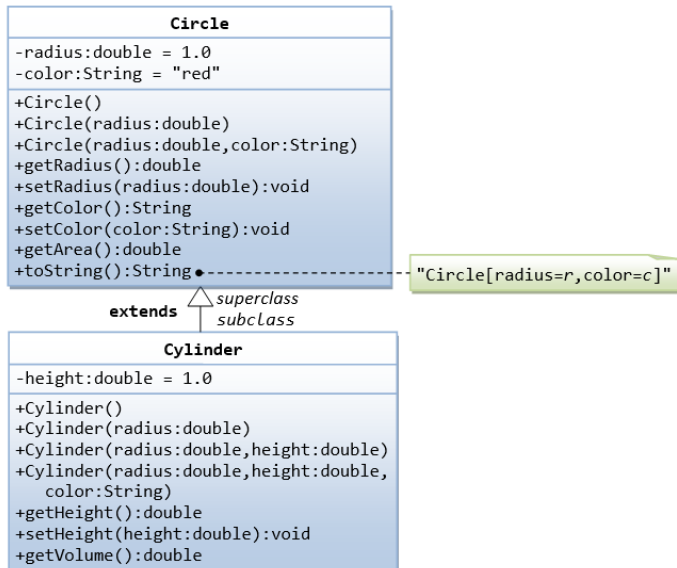 Circle
-radius:double = 1.0
-color:String = "red"
+Circle()
+Circle(radius:double)
+Circle(radius:double,color:String)
+getRadius():double
+setRadius(radius:double):void
+getColor():String
+setColor(color:String):void
+getArea():double
+toString():String
"Circle[radius=r,color=c]"
superclass
extends
subclass
Cylinder
-height:double = 1.0
+Cylinder()
+Cylinder(radius:double)
+Cylinder(radius:double,height:double)
+Cylinder(radius:double,height:double,
color:String)
+getHeight():double
+setHeight(height:double):void
+getVolume():double